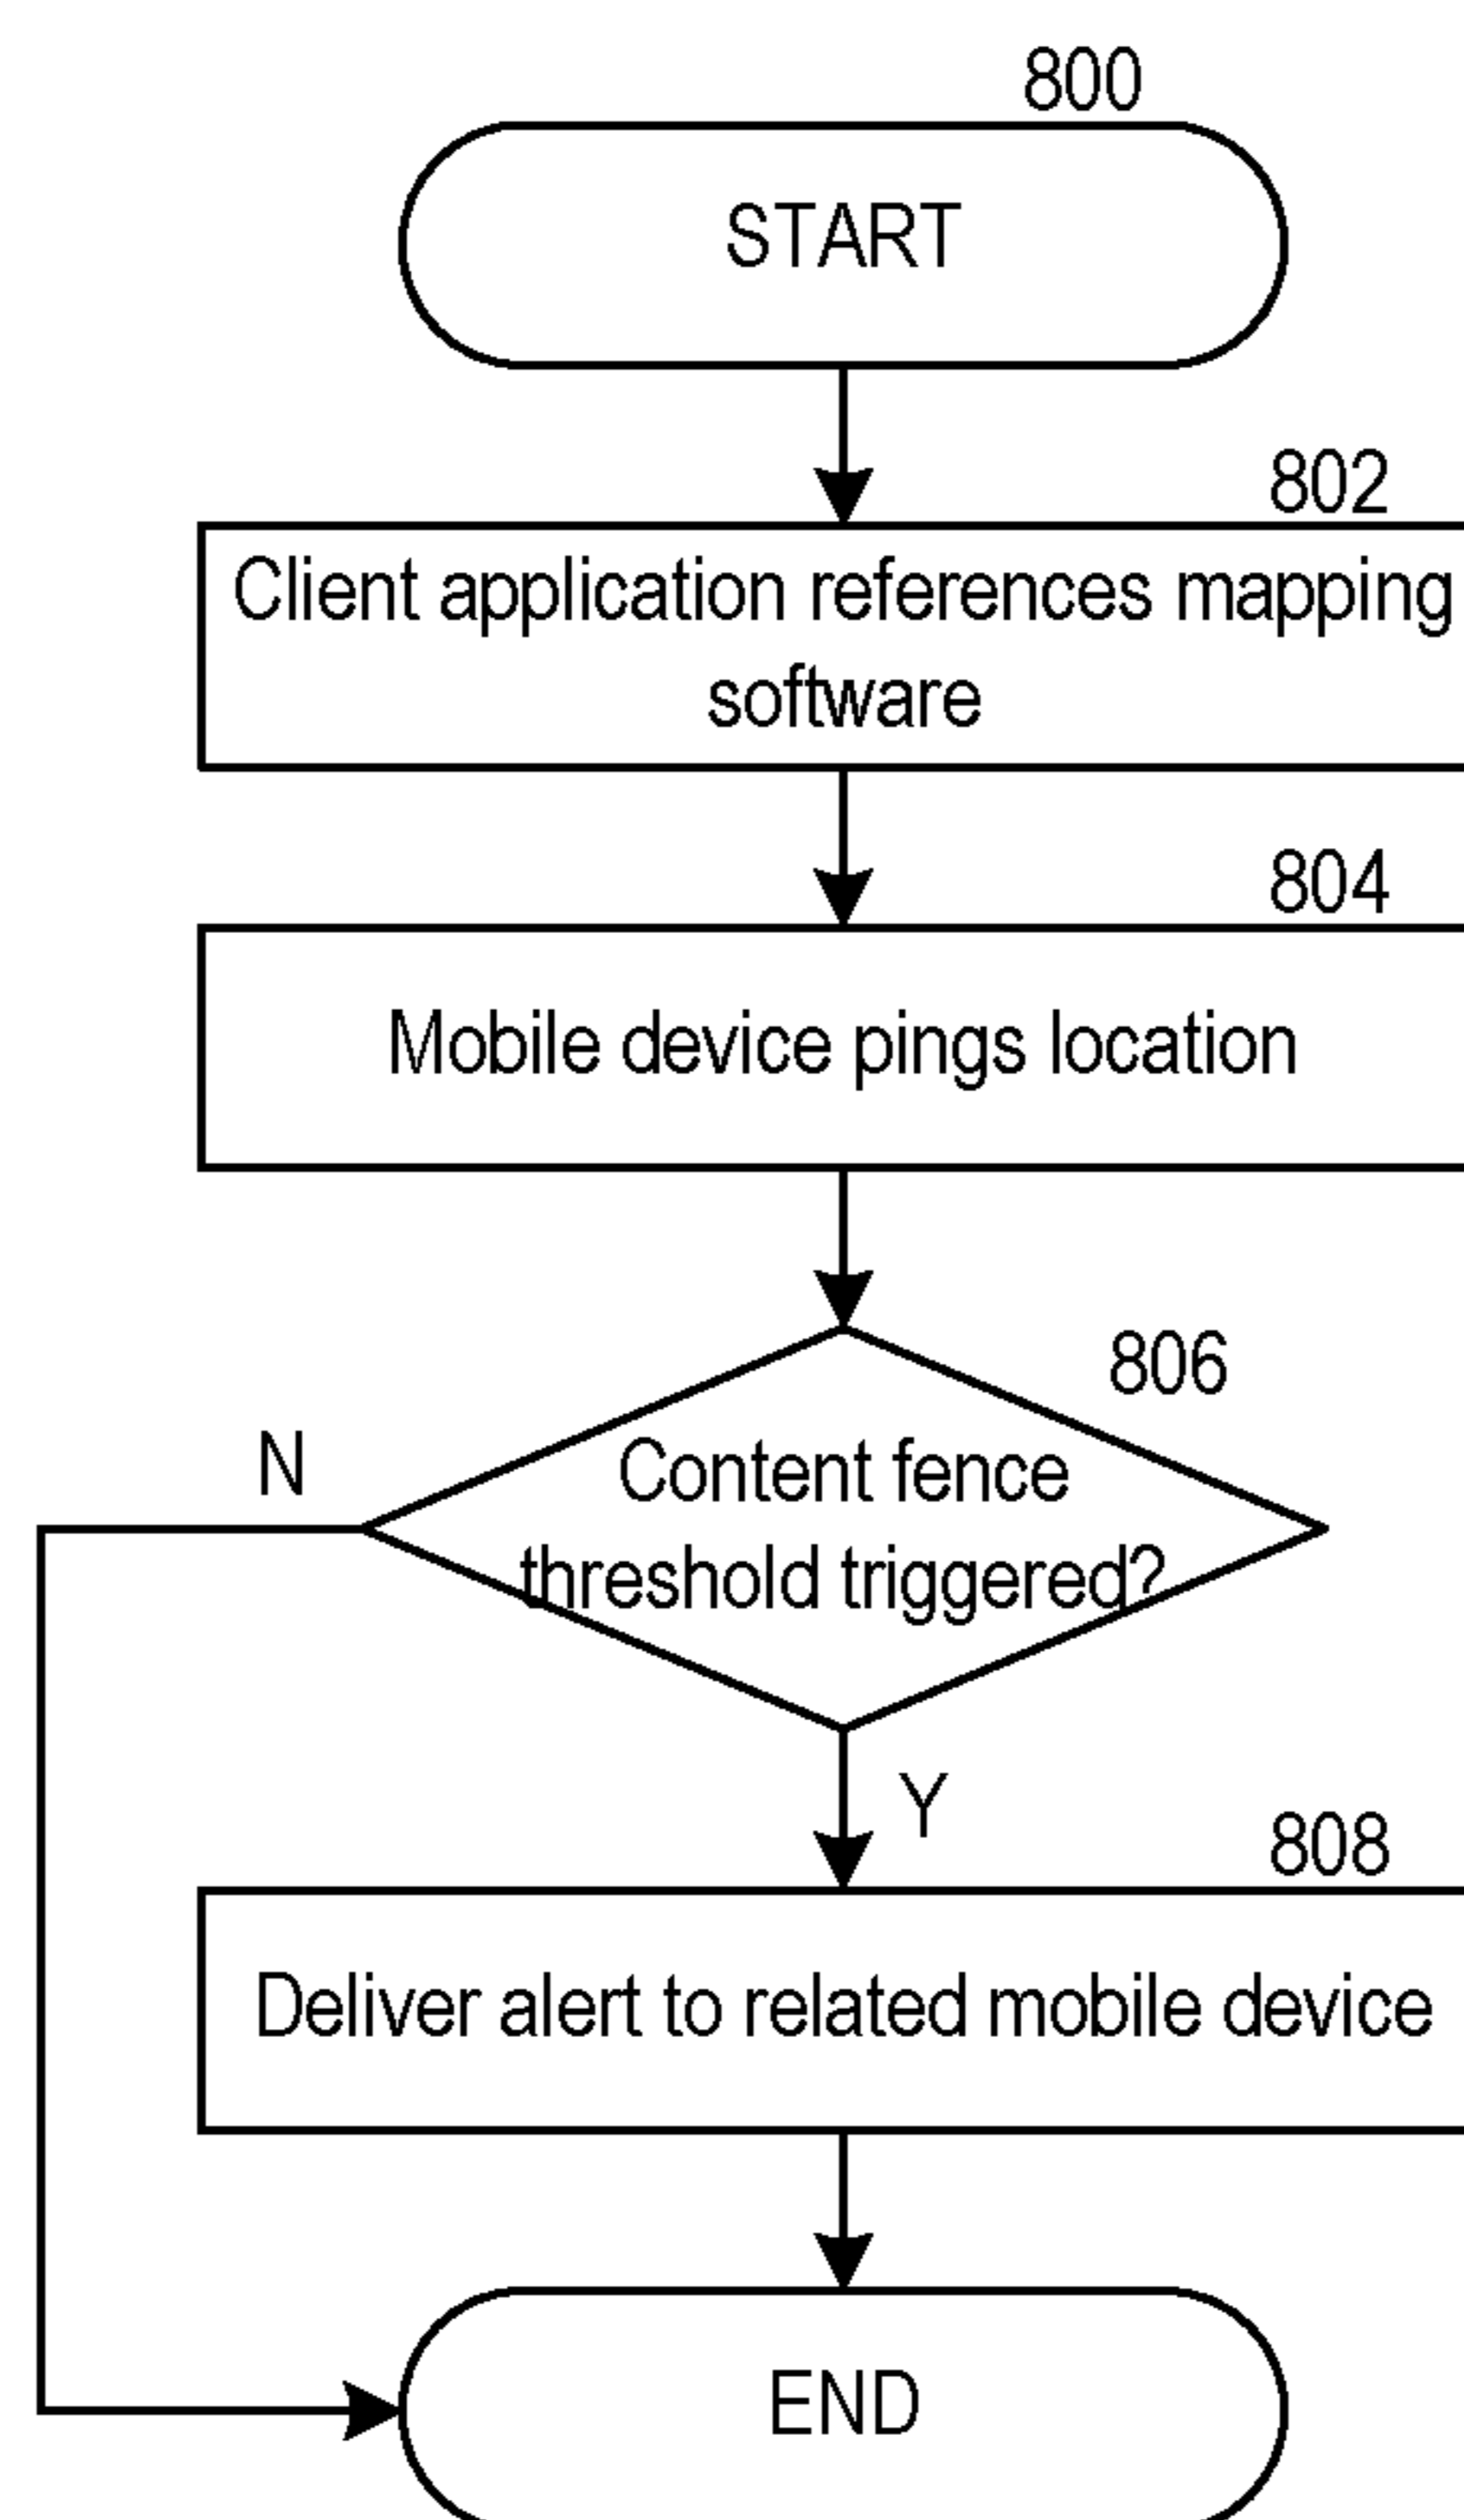 800
START
802
Client application references mapping
software
804
Mobile device pings location
806
N
Content fence
threshold triggered?
Y
808
Deliver alert to related mobile device
END